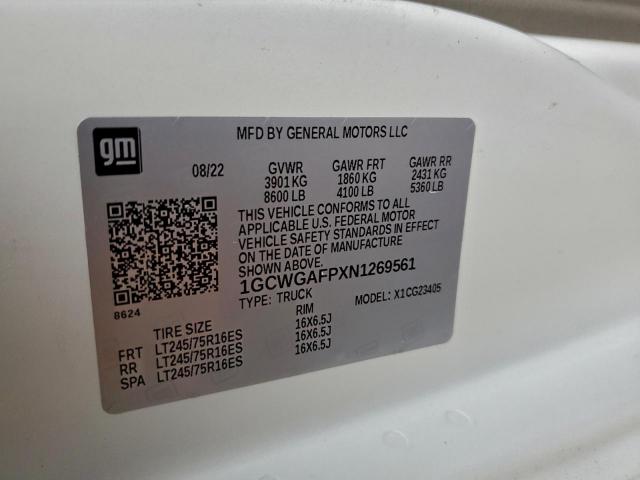 gm
MFD BY GENERAL MOTORS LLC
08/22 GVWR GAWR FRT GAWR RR
3901 KG 1860 KG 2431 KG
8600 LB 4100 LB 5360 LB
THIS VEHICLE CONFORMS TO ALL
APPLICABLE U.S. FEDERAL MOTOR
VEHICLE SAFETY STANDARDS IN EFFECT
ON THE DATE OF MANUFACTURE
SHOWN ABOVE.
1GCWGAFPXN1269561
TYPE: TRUCK MODEL: X1CG23405
8624
TIRE SIZE RIM
FRT LT245/75R16ES 16X6.5J
RR LT245/75R16ES 16X6.5J
SPA LT245/75R16ES 16X6.5J